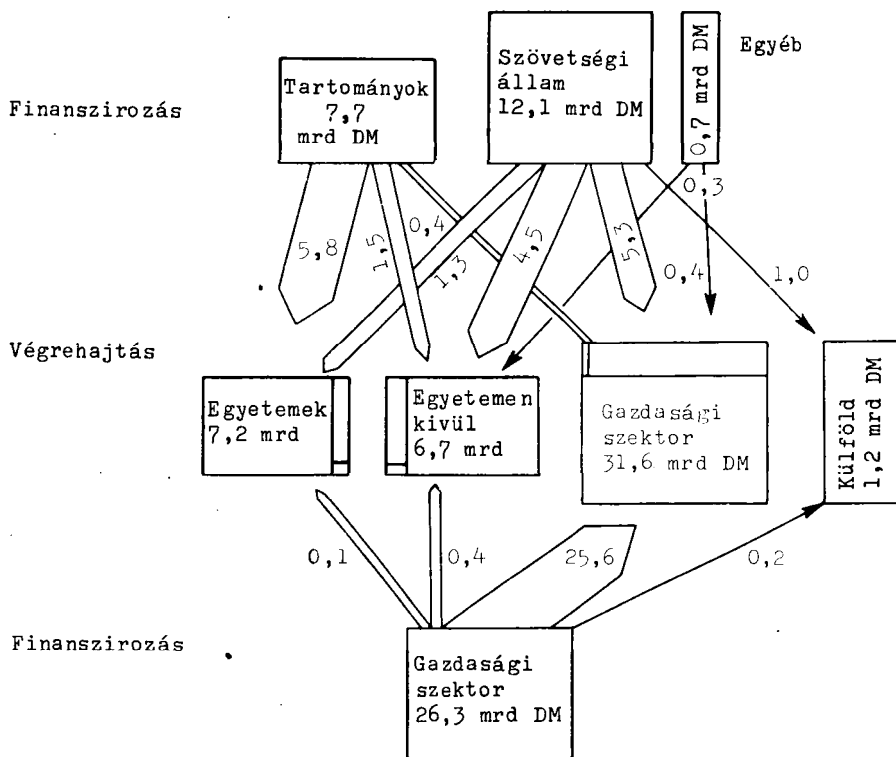 Finanszirozás
Tartományok
7,7
mrd DM
Szövetségi
állam
12,1 mrd DM
0,7 mrd DM
Egyéb
5,8
1,5
0,4
1,3
4,5
5,3
0,3
0,4
1,0
Végrehajtás
Egyetemek
7,2 mrd
Egyetemen
kivül
6,7 mrd
Gazdasági
szektor
31,6 mrd DM
Külföld
1,2 mrd DM
0,1
0,4
25,6
0,2
Finanszirozás
Gazdasági
szektor
26,3 mrd DM